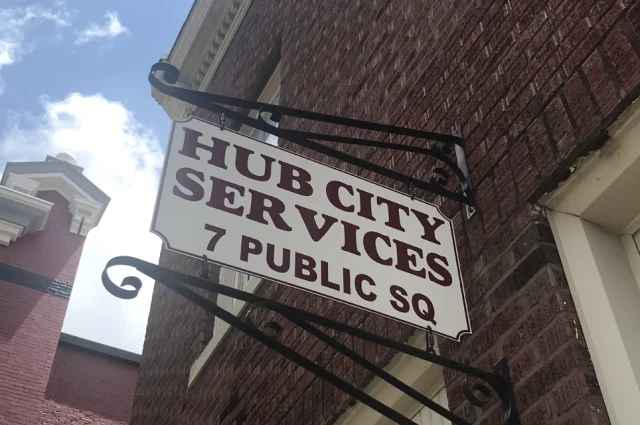 HUB CITY
SERVICES
7 PUBLIC SQ